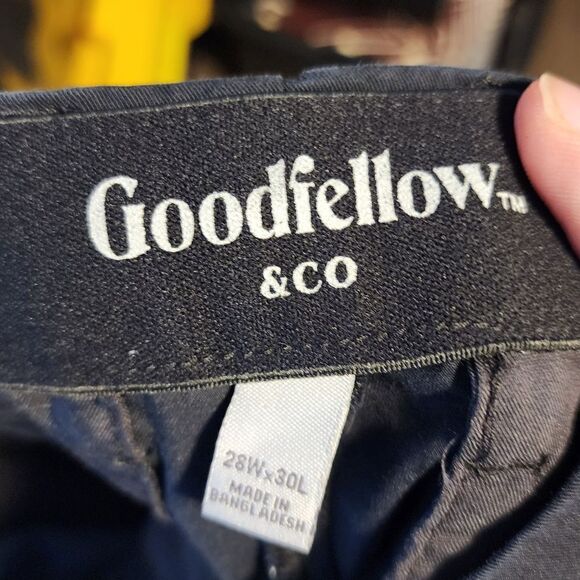 Goodfellow™
&CO
28W x 30L
MADE IN
BANGLADESH